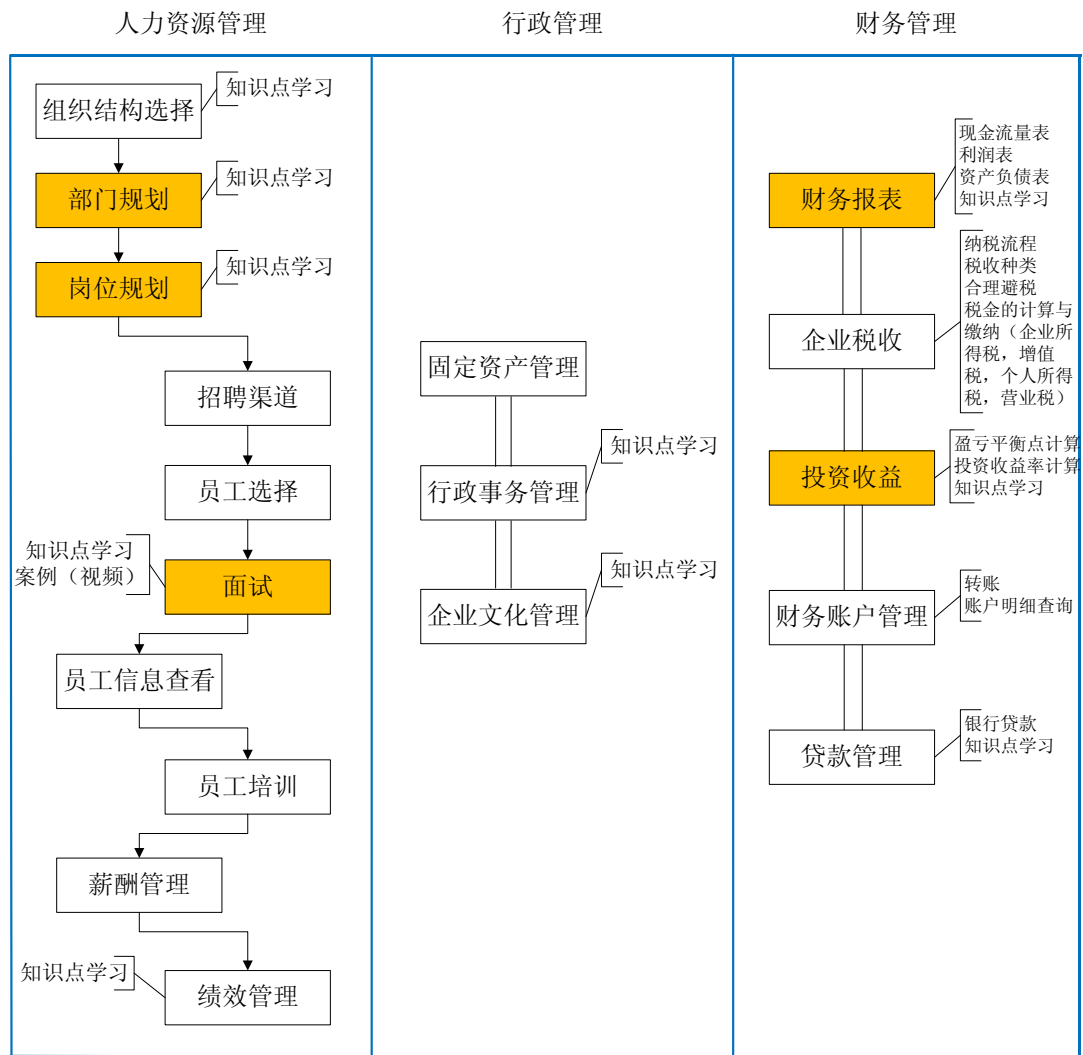 人力资源管理
行政管理
财务管理
组织结构选择
知识点学习
部门规划
知识点学习
岗位规划
知识点学习
招聘渠道
员工选择
知识点学习
案例（视频）
面试
员工信息查看
员工培训
薪酬管理
知识点学习
绩效管理
固定资产管理
知识点学习
行政事务管理
知识点学习
企业文化管理
现金流量表
利润表
资产负债表
知识点学习
财务报表
纳税流程
税收种类
合理避税
税金的计算与
缴纳（企业所
得税，增值
税，个人所得
税，营业税）
企业税收
盈亏平衡点计算
投资收益率计算
知识点学习
投资收益
转账
账户明细查询
财务账户管理
银行贷款
知识点学习
贷款管理